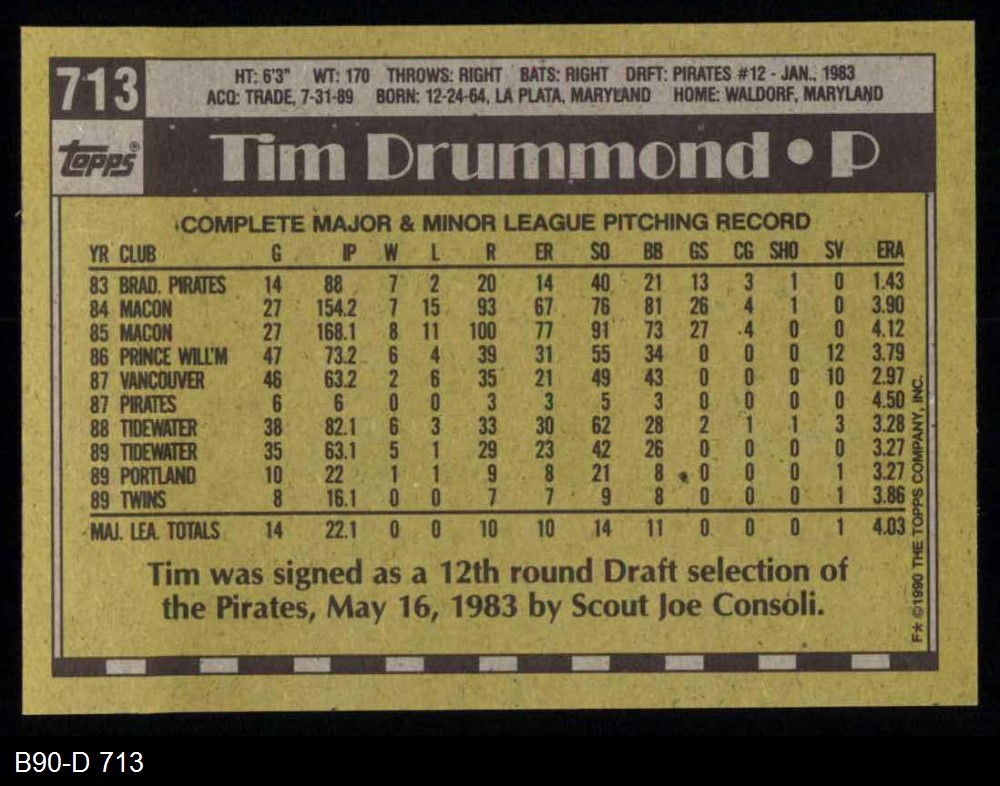 713
HT: 6'3" WT: 170 THROWS: RIGHT BATS: RIGHT DRFT: PIRATES #12 - JAN., 1983
ACQ: TRADE, 7-31-89 BORN: 12-24-64, LA PLATA, MARYLAND HOME: WALDORF, MARYLAND
topps®
Tim Drummond • P
COMPLETE MAJOR & MINOR LEAGUE PITCHING RECORD
YR CLUB G IP W L R ER SO BB GS CG SHO SV ERA
83 BRAD. PIRATES 14 88 7 2 20 14 40 21 13 3 1 0 1.43
84 MACON 27 154.2 7 15 93 67 76 81 26 4 1 0 3.90
85 MACON 27 168.1 8 11 100 77 91 73 27 4 0 0 4.12
86 PRINCE WILL'M 47 73.2 6 4 39 31 55 34 0 0 0 12 3.79
87 VANCOUVER 46 63.2 2 6 35 21 49 43 0 0 0 10 2.97
87 PIRATES 6 6 0 0 3 3 5 3 0 0 0 0 4.50
88 TIDEWATER 38 82.1 6 3 33 30 62 28 2 1 1 3 3.28
89 TIDEWATER 35 63.1 5 1 29 23 42 26 0 0 0 0 3.27
89 PORTLAND 10 22 1 1 9 8 21 8 0 0 0 1 3.27
89 TWINS 8 16.1 0 0 7 7 9 8 0 0 0 1 3.86
MAJ. LEA. TOTALS 14 22.1 0 0 10 10 14 11 0 0 0 1 4.03
Tim was signed as a 12th round Draft selection of
the Pirates, May 16, 1983 by Scout Joe Consoli.
F* ©1990 THE TOPPS COMPANY, INC.
B90-D 713